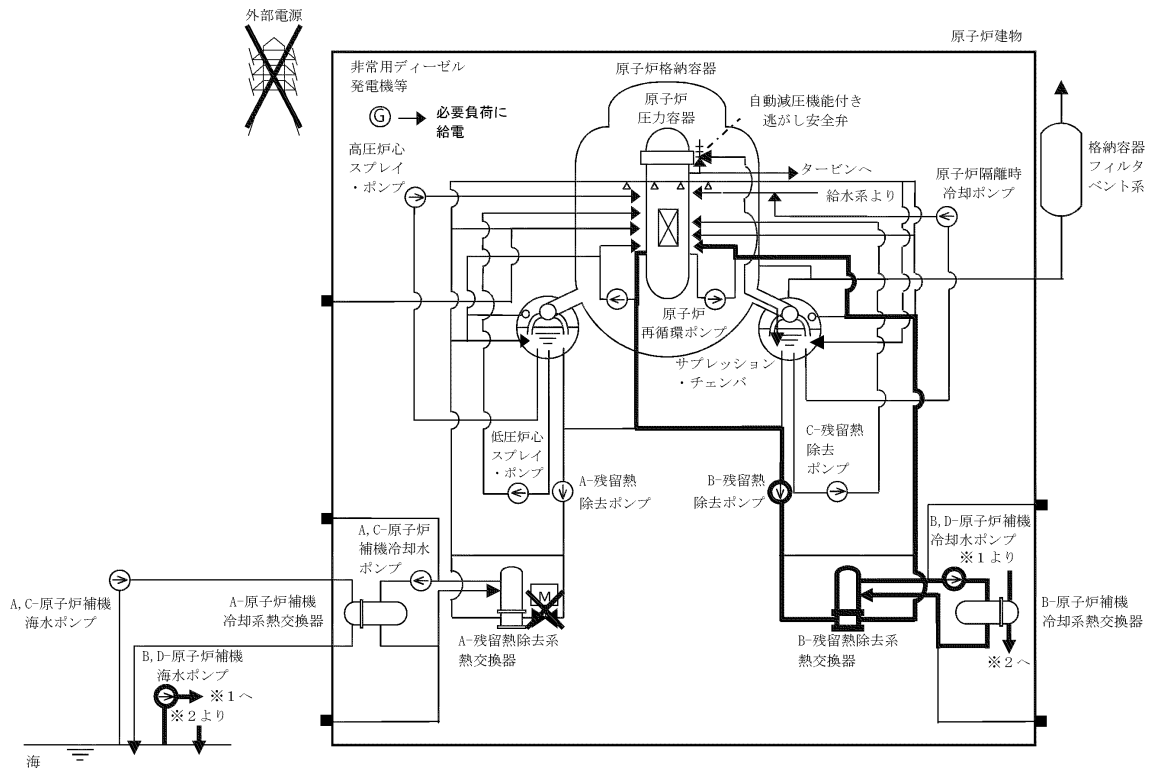 外部電源
原子炉建物
非常用ディーゼル
発電機等
G
必要負荷に
給電
原子炉格納容器
原子炉
圧力容器
自動減圧機能付き
逃がし安全弁
高圧炉心
スプレイ
・ポンプ
タービンへ
給水系より
原子炉隔離時
冷却ポンプ
格納容器
フィルタ
ベント系
原子炉
再循環ポンプ
サプレッション
・チェンバ
低圧炉心
スプレイ
・ポンプ
A-残留熱
除去ポンプ
B-残留熱
除去ポンプ
C-残留熱
除去
ポンプ
A,C-原子炉
補機冷却水
ポンプ
B,D-原子炉補機
冷却水ポンプ
※1より
A,C-原子炉補機
海水ポンプ
A-原子炉補機
冷却系熱交換器
M
A-残留熱除去系
熱交換器
B-残留熱除去系
熱交換器
B-原子炉補機
冷却系熱交換器
※2へ
B,D-原子炉補機
海水ポンプ
※1へ
※2より
海